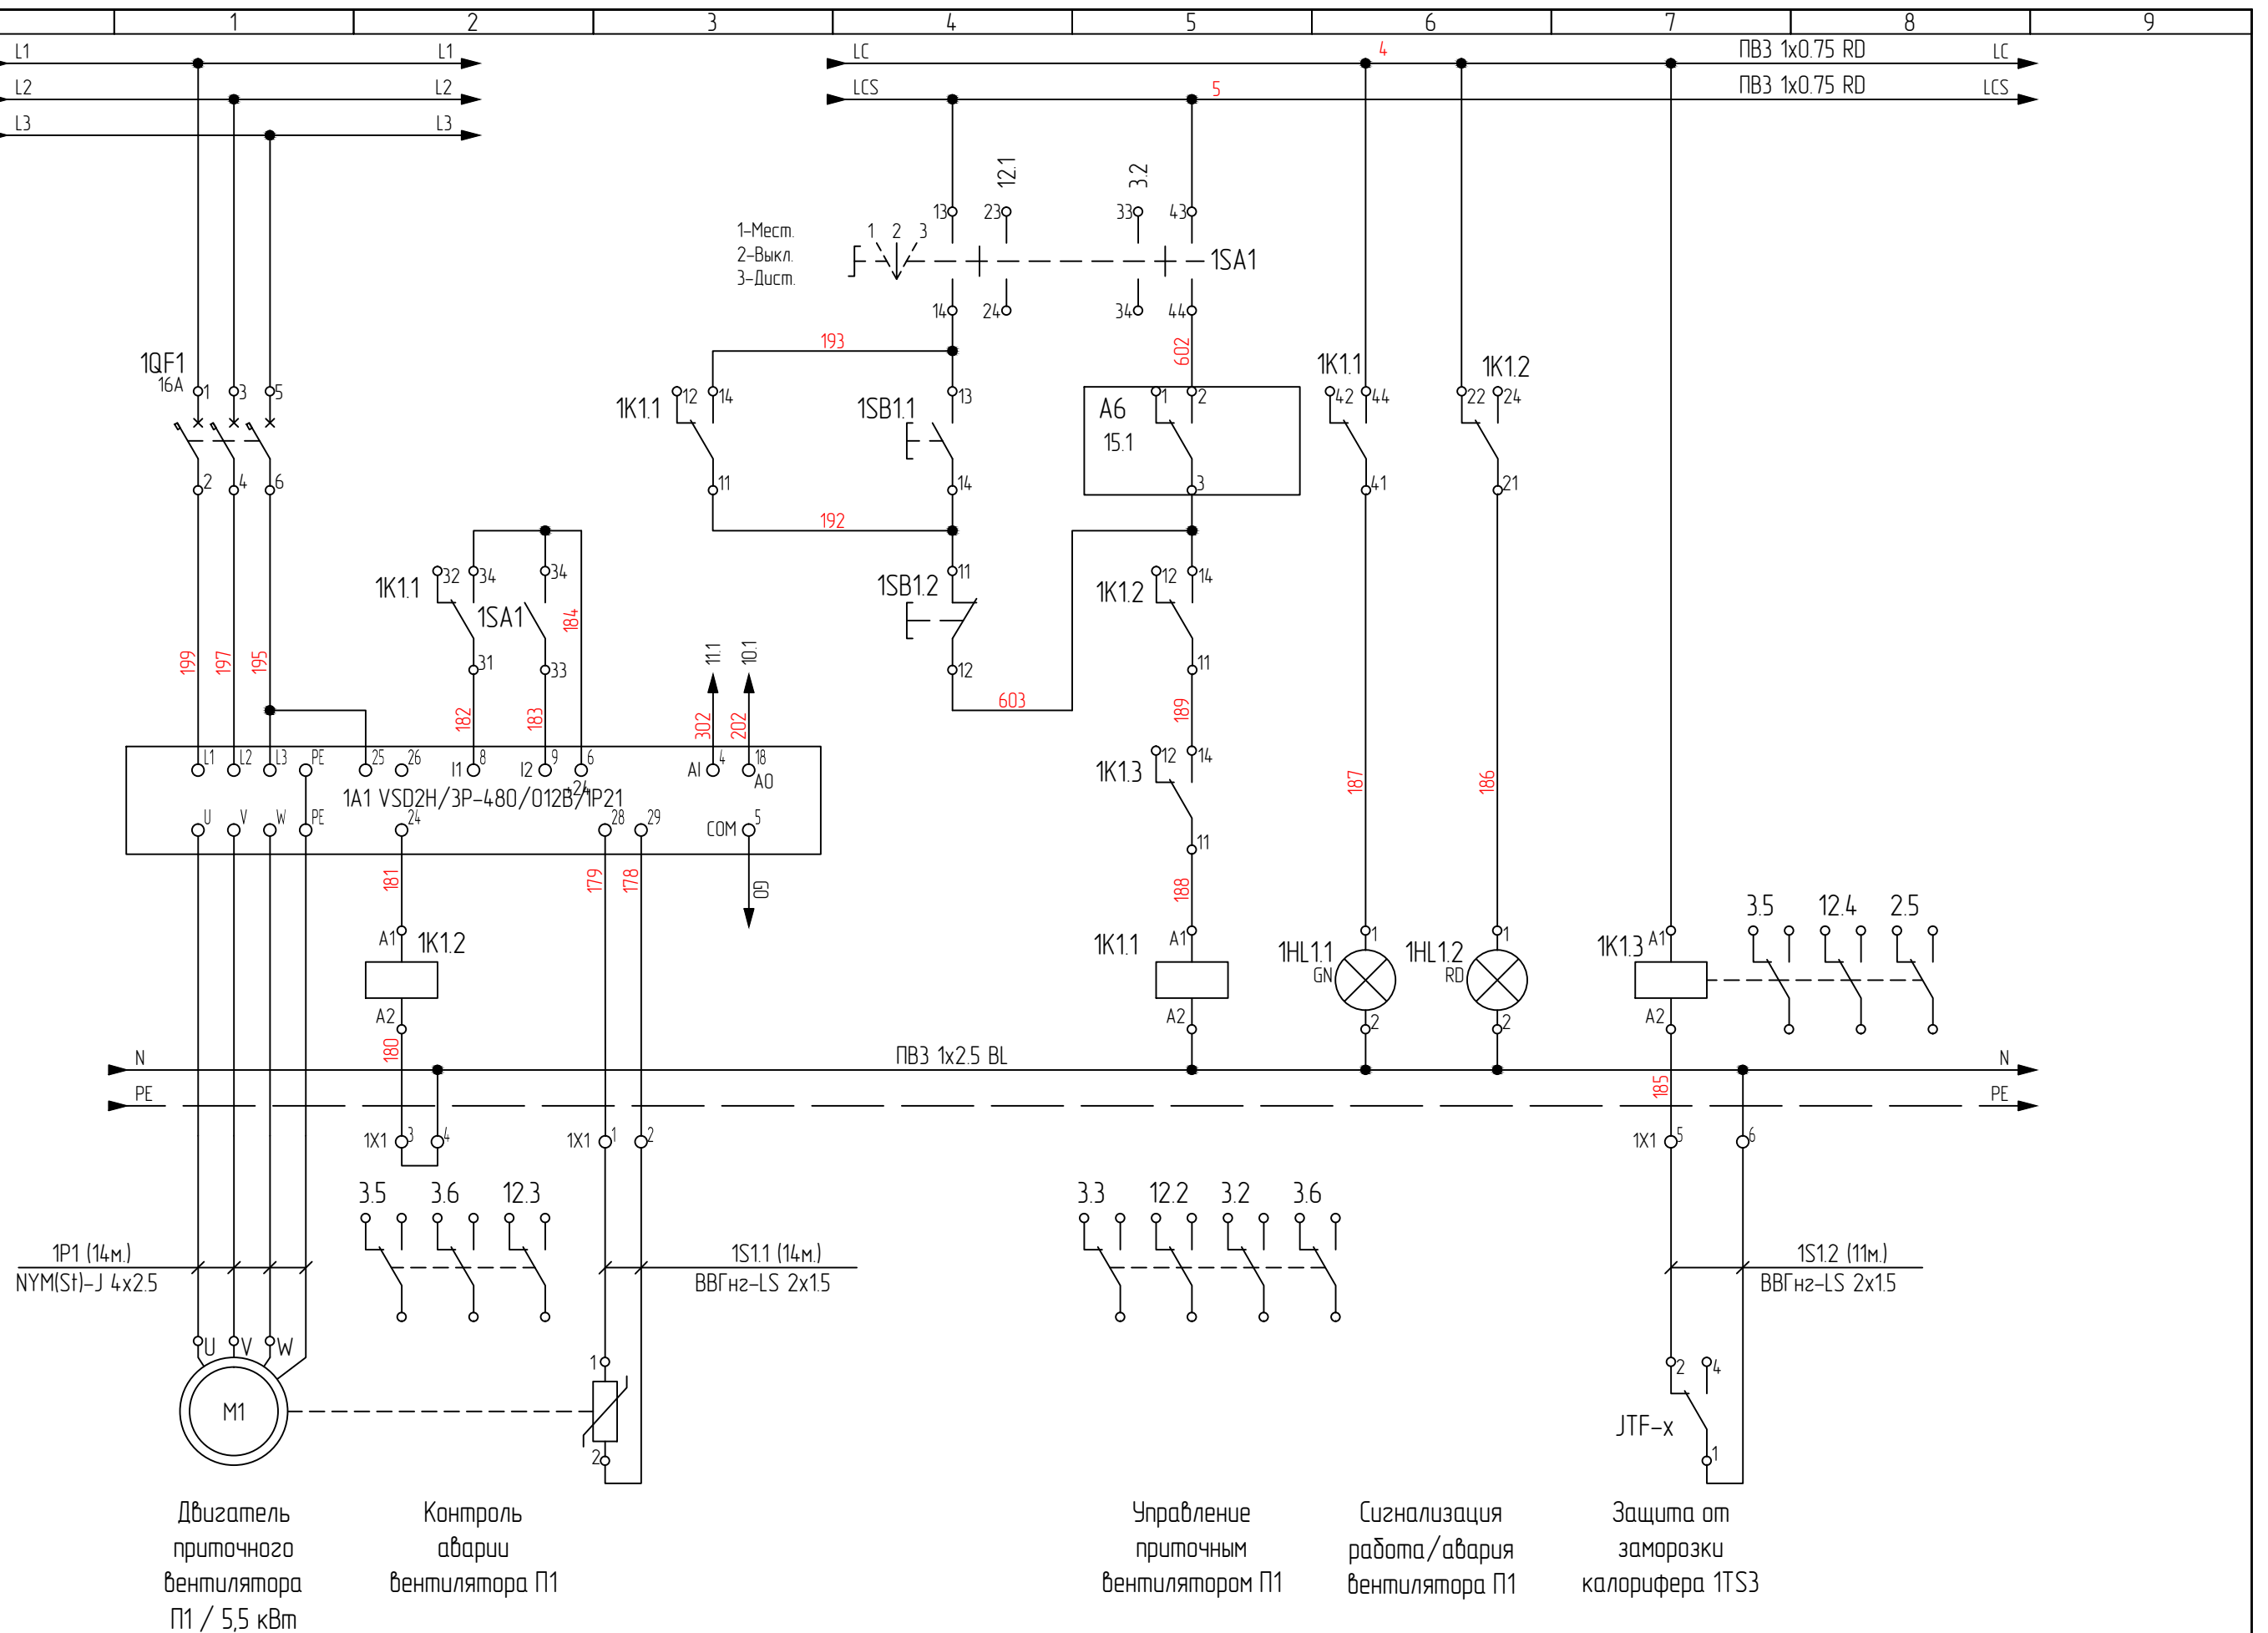 1 2 3 4 5 6 7 8 9
L1 L1 LC 4 ПВ3 1x0.75 RD LC
L2 L2 LCS 5 ПВ3 1x0.75 RD LCS
L3 L3
12.1 3.2
13 23 33 43
1-Мест. 1 2 3
2-Выкл. 1SA1
3-Дист.
14 24 34 44
193 602
1QF1 1K1.1 1K1.2
16A 1 3 5
1K1.1 12 14 1SB1.1 13 A6 1 2 42 44 22 24
15.1
2 4 6 11 14 3 41 21
192
1K1.1 32 34 1SA1 34 184 1SB1.2 11 1K1.2 12 14
199 197 195 31 33 11.1 10.1 12 11
182 183 302 202 603 189
1K1.3 12 14
L1 L2 L3 PE 25 26 I1 8 I2 9 6 AI 4 18 AO 187 186
+24
1A1 VSD2H/3P-480/012B/IP21
U V W PE 24 28 29 COM 5 11
181 179 178 G0 188
3.5 12.4 2.5
A1 1K1.2 1K1.1 A1 1HL1.1 1 1HL1.2 1 1K1.3 A1
GN RD
A2 A2 2 2 A2
180
N ПВ3 1x2.5 BL N
PE 185 PE
1X1 3 4 1X1 1 2 1X1 5 6
3.5 3.6 12.3 3.3 12.2 3.2 3.6
1P1 (14м.) 1S1.1 (14м.) 1S1.2 (11м.)
NYM(St)-J 4x2.5 ВВГнг-LS 2x1.5 ВВГнг-LS 2x1.5
U V W 1 2 4
M1 JTF-x
2 1
Двигатель
приточного
вентилятора
П1 / 5,5 кВт
Контроль
аварии
вентилятора П1
Управление
приточным
вентилятором П1
Сигнализация
работа/авария
вентилятора П1
Защита от
заморозки
калорифера 1TS3